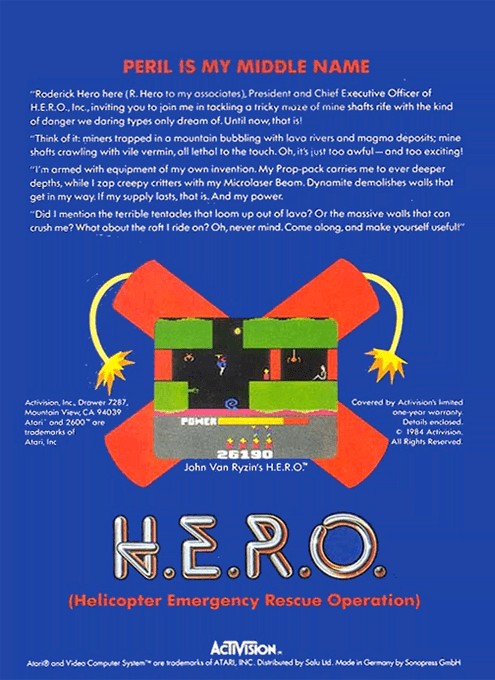 PERIL IS MY MIDDLE NAME
"Roderick Hero here (R. Hero to my associates), President and Chief Executive Officer of
H.E.R.O., Inc., inviting you to join me in tackling a tricky maze of mine shafts rife with the kind
of danger we daring types only dream of. Until now, that is!
"Think of it: miners trapped in a mountain bubbling with lava rivers and magma deposits; mine
shafts crawling with vile vermin, all lethal to the touch. Oh, it's just too awful — and too exciting!
"I'm armed with equipment of my own invention. My Prop-pack carries me to ever deeper
depths, while I zap creepy critters with my Microlaser Beam. Dynamite demolishes walls that
get in my way. If my supply lasts, that is. And my power.
"Did I mention the terrible tentacles that loom up out of lava? Or the massive walls that can
crush me? What about the raft I ride on? Oh, never mind. Come along, and make yourself useful!"
Activision, Inc., Drawer 7287,
Mountain View, CA 94039
Atari® and 2600™ are
trademarks of
Atari, Inc
POWER
26190
John Van Ryzin's H.E.R.O.™
Covered by Activision's limited
one-year warranty.
Details enclosed.
© 1984 Activision.
All Rights Reserved.
H.E.R.O.
(Helicopter Emergency Rescue Operation)
ACTIVISION
Atari® and Video Computer System™ are trademarks of ATARI, INC. Distributed by Salu Ltd. Made in Germany by Sonopress GmbH